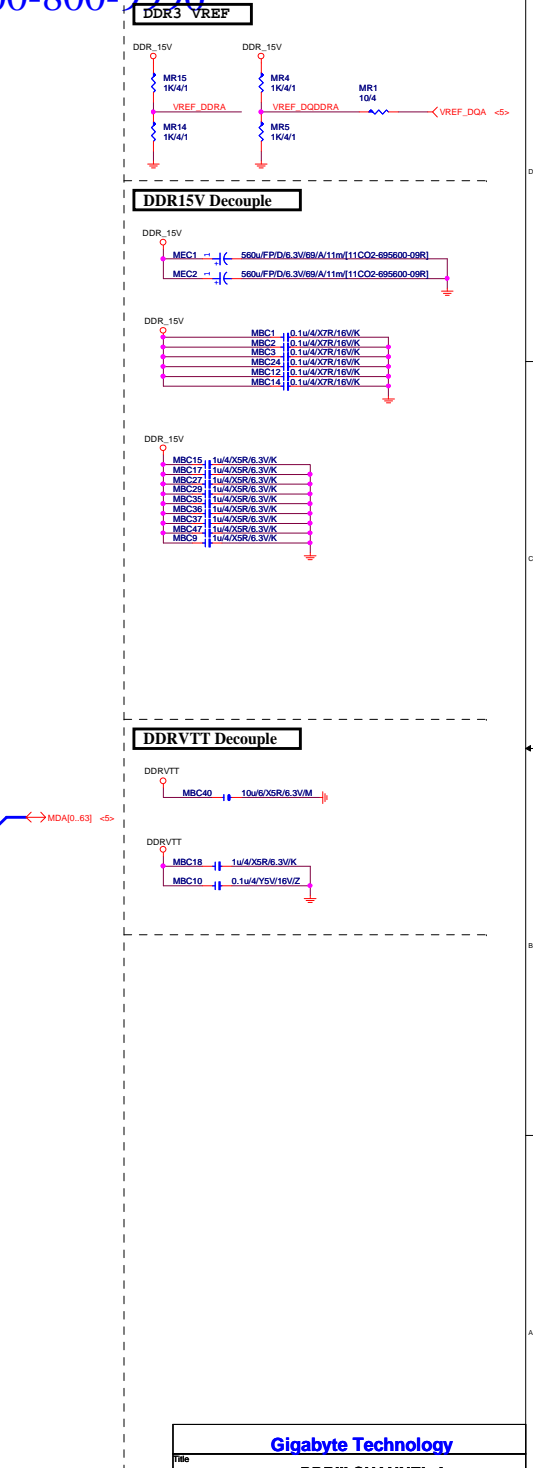 DDR3 VREF
DDR_15V DDR_15V
MR15
1K/4/1
MR4
1K/4/1
MR1
10/4
VREF_DDRA VREF_DQDDRA VREF_DQA <5>
MR14
1K/4/1
MR5
1K/4/1
D
DDR15V Decouple
DDR_15V
MEC1 1 + 560u/FP/D/6.3V/69/A/11m/[11CO2-695600-09R]
MEC2 1 + 560u/FP/D/6.3V/69/A/11m/[11CO2-695600-09R]
DDR_15V
MBC1 0.1u/4/X7R/16V/K
MBC2 0.1u/4/X7R/16V/K
MBC3 0.1u/4/X7R/16V/K
MBC24 0.1u/4/X7R/16V/K
MBC12 0.1u/4/X7R/16V/K
MBC14 0.1u/4/X7R/16V/K
DDR_15V
MBC15 1u/4/X5R/6.3V/K
MBC17 1u/4/X5R/6.3V/K
MBC27 1u/4/X5R/6.3V/K
MBC29 1u/4/X5R/6.3V/K
MBC35 1u/4/X5R/6.3V/K
MBC36 1u/4/X5R/6.3V/K
MBC37 1u/4/X5R/6.3V/K
MBC47 1u/4/X5R/6.3V/K
MBC9 1u/4/X5R/6.3V/K
C
DDRVTT Decouple
DDRVTT
MBC40 10u/6/X5R/6.3V/M
MDA[0..63] <5>
DDRVTT
MBC18 1u/4/X5R/6.3V/K
MBC10 0.1u/4/Y5V/16V/Z
B
A
Gigabyte Technology
Title